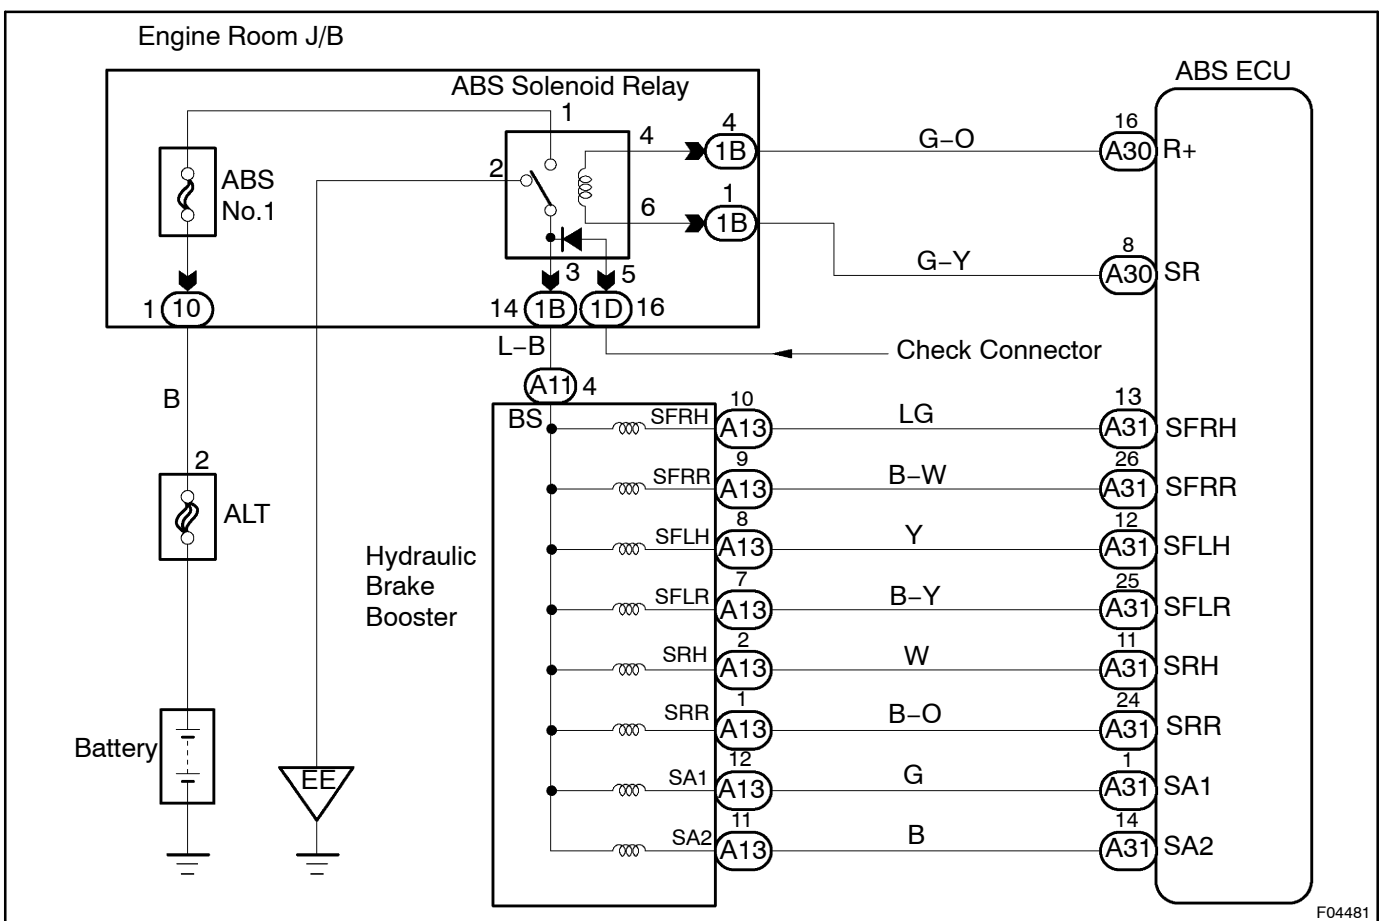 Engine Room J/B
ABS ECU
ABS Solenoid Relay
1
4
4
1B
G–O
16
A30
R+
ABS
No.1
2
6
1
1B
G–Y
8
A30
SR
3
5
1
10
14
1B
1D
16
L–B
Check Connector
A11
4
B
BS
SFRH
10
A13
LG
13
A31
SFRH
SFRR
9
A13
B–W
26
A31
SFRR
2
ALT
SFLH
8
A13
Y
12
A31
SFLH
Hydraulic
Brake
Booster
SFLR
7
A13
B–Y
25
A31
SFLR
SRH
2
A13
W
11
A31
SRH
SRR
1
A13
B–O
24
A31
SRR
Battery
EE
SA1
12
A13
G
1
A31
SA1
SA2
11
A13
B
14
A31
SA2
F04481